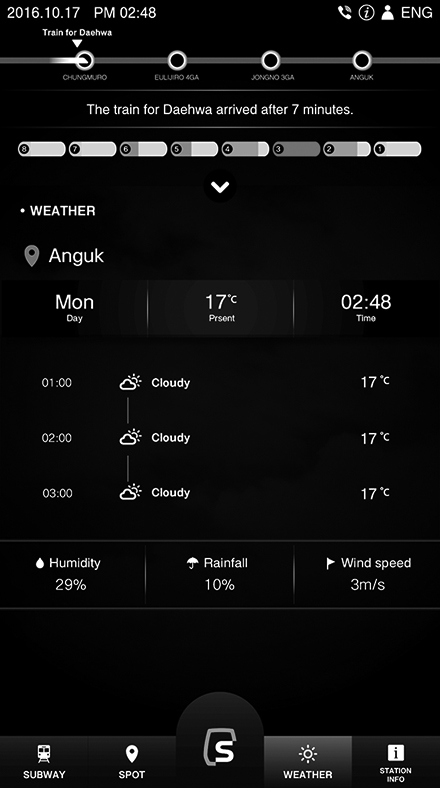 2016.10.17 PM 02:48 ENG
Train for Daehwa
CHUNGMURO EULIJIRO 4GA JONGNO 3GA ANGUK
The train for Daehwa arrived after 7 minutes.
8 7 6 5 4 3 2 1
• WEATHER
Anguk
Mon 17°C 02:48
Day Prsent Time
01:00 Cloudy 17°C
02:00 Cloudy 17°C
03:00 Cloudy 17°C
Humidity Rainfall Wind speed
29% 10% 3m/s
S
SUBWAY SPOT WEATHER STATION
INFO